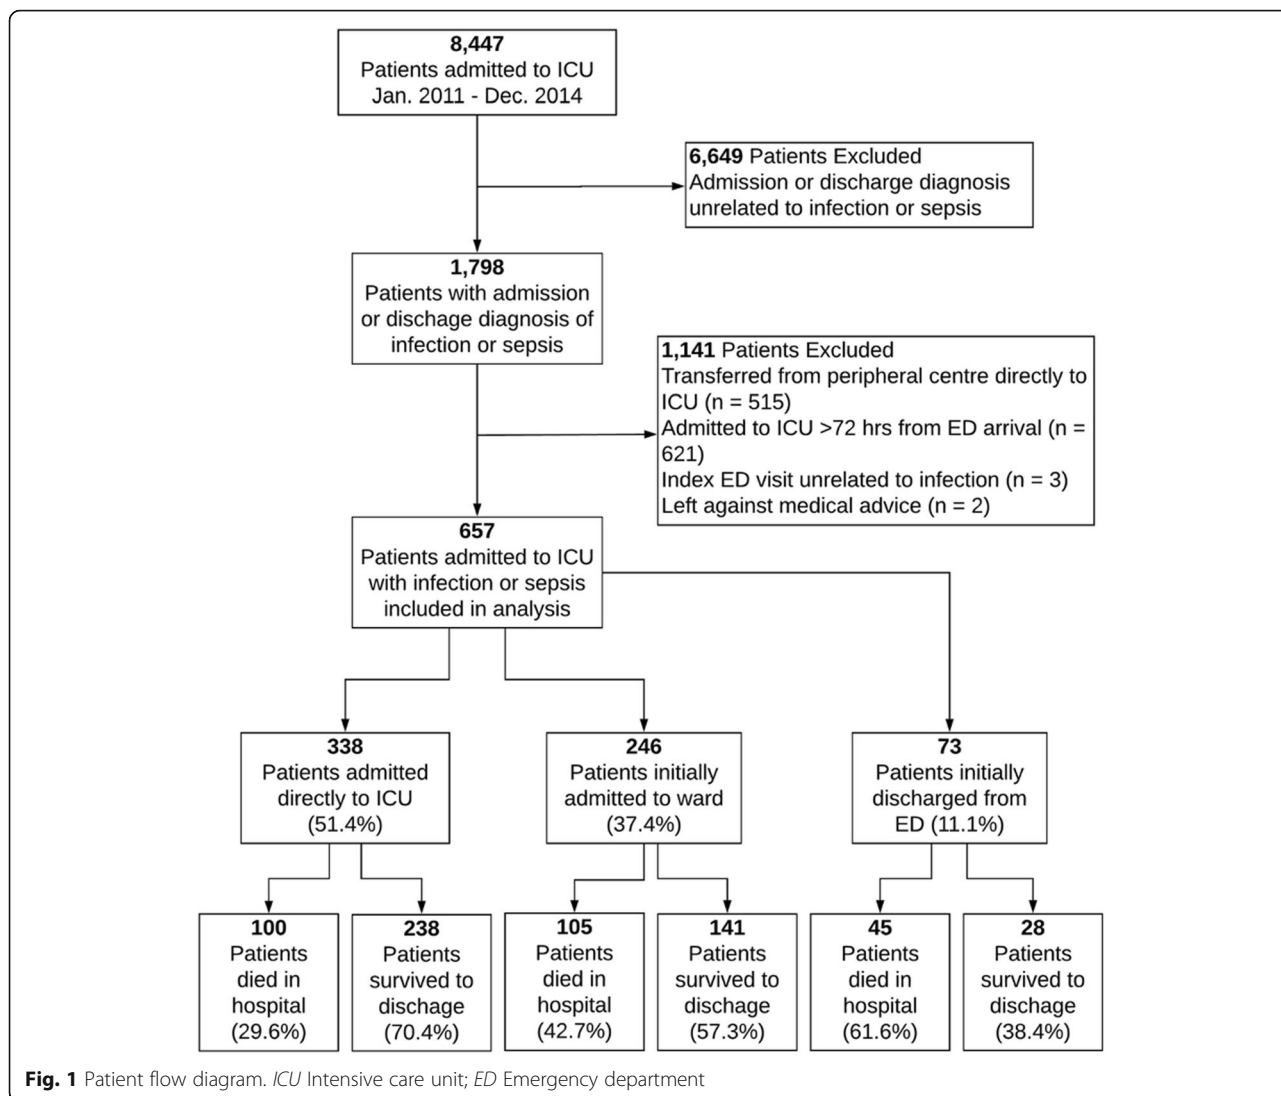 8,447
Patients admitted to ICU
Jan. 2011 - Dec. 2014
6,649 Patients Excluded
Admission or discharge diagnosis
unrelated to infection or sepsis
1,798
Patients with admission
or dischage diagnosis of
infection or sepsis
1,141 Patients Excluded
Transferred from peripheral centre directly to
ICU (n = 515)
Admitted to ICU >72 hrs from ED arrival (n =
621)
Index ED visit unrelated to infection (n = 3)
Left against medical advice (n = 2)
657
Patients admitted to ICU
with infection or sepsis
included in analysis
338
Patients admitted
directly to ICU
(51.4%)
246
Patients initially
admitted to ward
(37.4%)
73
Patients initially
discharged from
ED (11.1%)
100
Patients
died in
hospital
(29.6%)
238
Patients
survived to
dischage
(70.4%)
105
Patients
died in
hospital
(42.7%)
141
Patients
survived to
dischage
(57.3%)
45
Patients
died in
hospital
(61.6%)
28
Patients
survived to
dischage
(38.4%)
Fig. 1 Patient flow diagram. ICU Intensive care unit; ED Emergency department